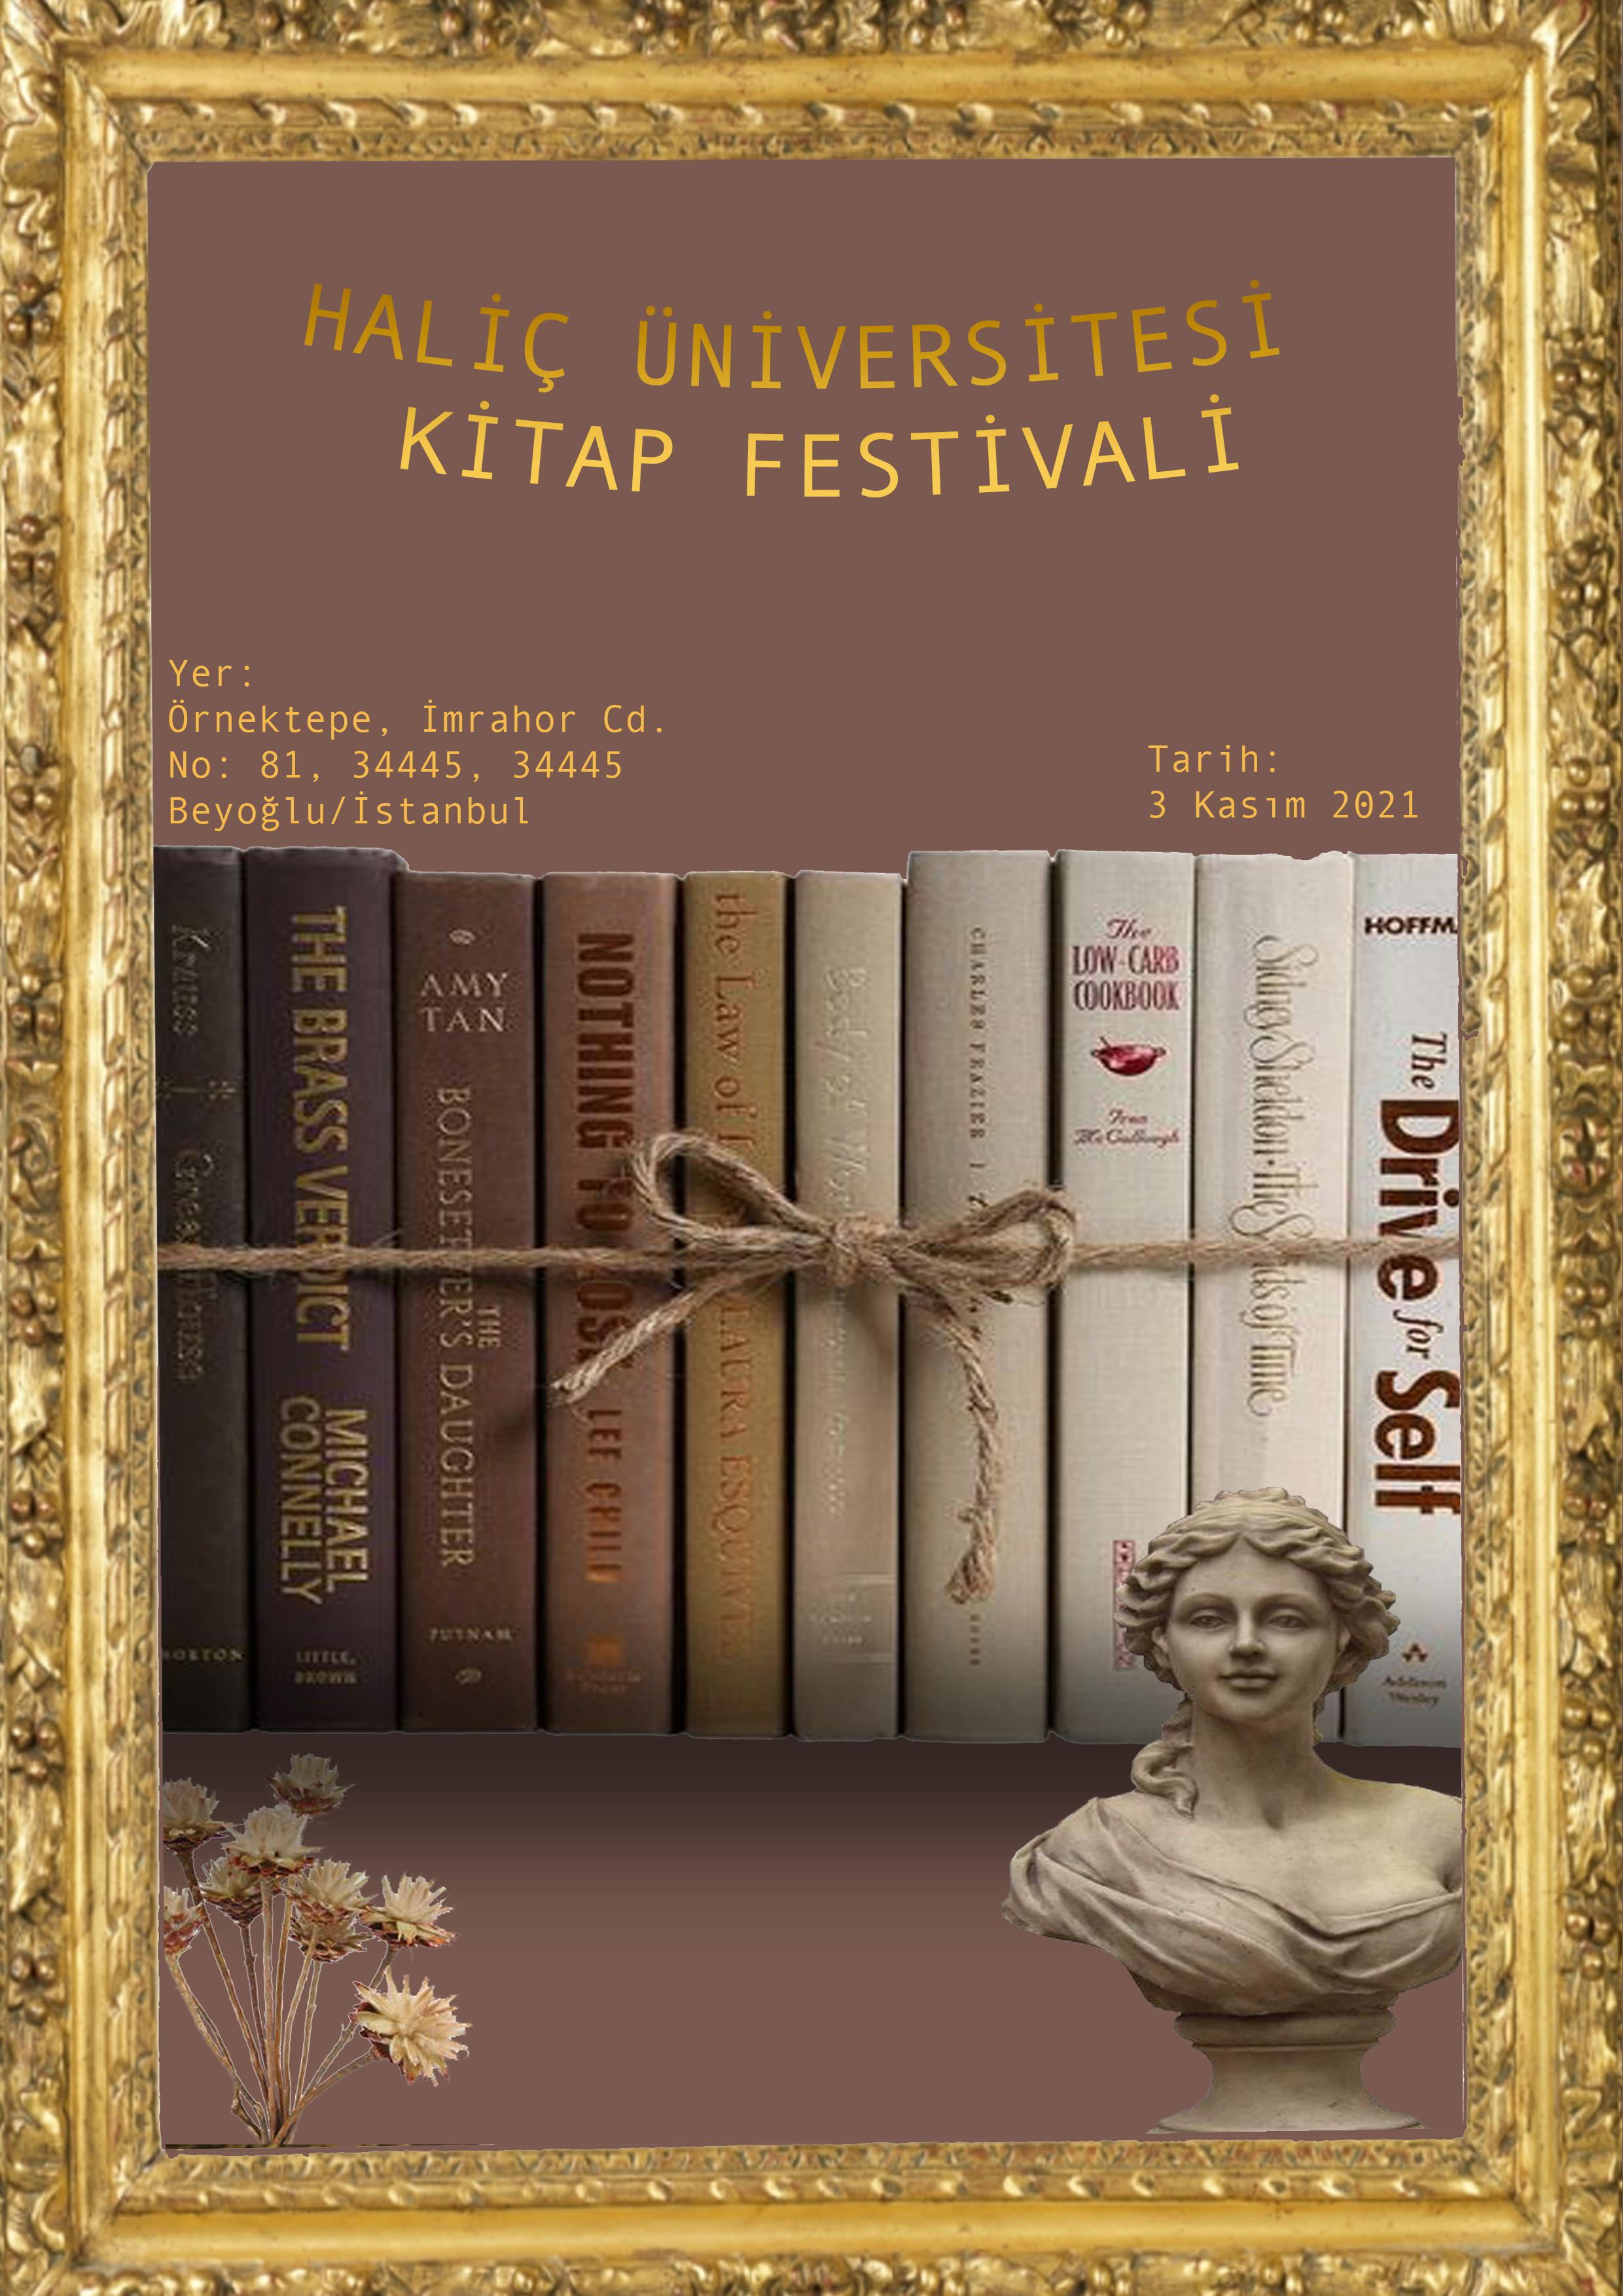 HALİÇ ÜNİVERSİTESİ
KİTAP FESTİVALİ
Yer:
Örnektepe, İmrahor Cd.
No: 81, 34445, 34445
Beyoğlu/İstanbul
Tarih:
3 Kasım 2021
THE BRASS VERDICT
MICHAEL
CONNELLY
LITTLE,
BROWN
AMY
TAN
THE
BONESETTER'S DAUGHTER
PUTNAM
NOTHING TO LOSE
LEE CHILD
the Law of
LAURA ESQUIVEL
CHARLES FRAZIER
The
LOW-CARB
COOKBOOK
Fran
McCullough
Sidney Sheldon • The Sands of Time
HOFFM
The Drive for Self
Addison
Wesley
NORTON